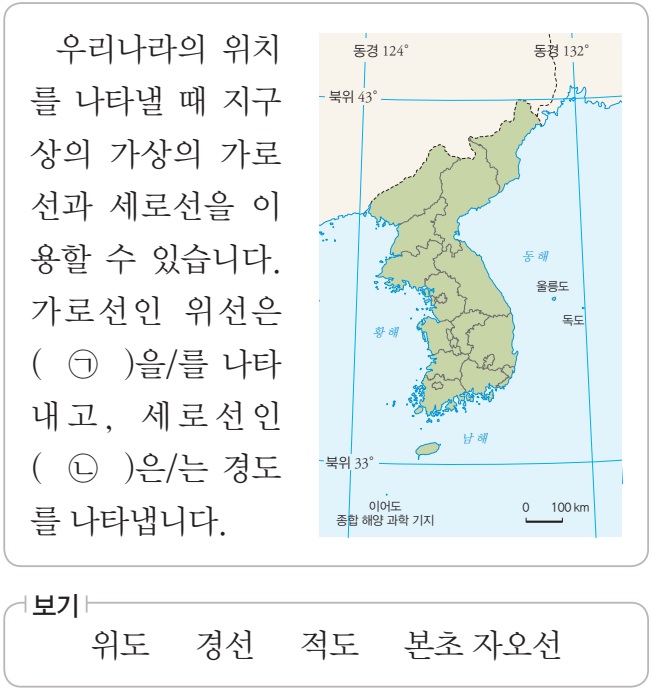 우리나라의 위치
를 나타낼 때 지구
상의 가상의 가로
선과 세로선을 이
용할 수 있습니다.
가로선인 위선은
( ㉠ )을/를 나타
내고, 세로선인
( ㉡ )은/는 경도
를 나타냅니다.
동경 124°
동경 132°
북위 43°
동해
울릉도
독도
황해
남해
북위 33°
이어도
종합 해양 과학 기지
0 100 km
보기
위도 경선 적도 본초 자오선